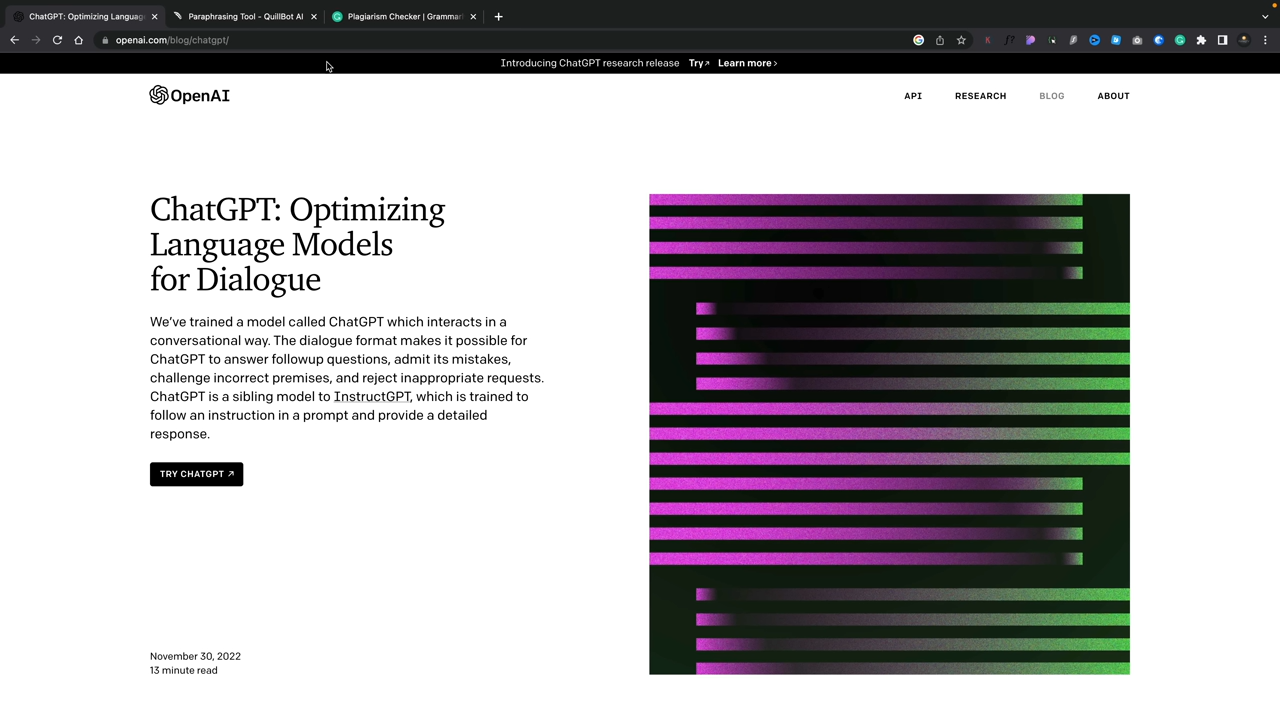 ChatGPT: Optimizing Langua
Paraphrasing Tool - QuillBot AI
Plagiarism Checker | Grammar
openai.com/blog/chatgpt/
Introducing ChatGPT research release Try↗ Learn more ›
OpenAI
API RESEARCH BLOG ABOUT
ChatGPT: Optimizing
Language Models
for Dialogue
We’ve trained a model called ChatGPT which interacts in a
conversational way. The dialogue format makes it possible for
ChatGPT to answer followup questions, admit its mistakes,
challenge incorrect premises, and reject inappropriate requests.
ChatGPT is a sibling model to InstructGPT, which is trained to
follow an instruction in a prompt and provide a detailed
response.
TRY CHATGPT ↗
November 30, 2022
13 minute read